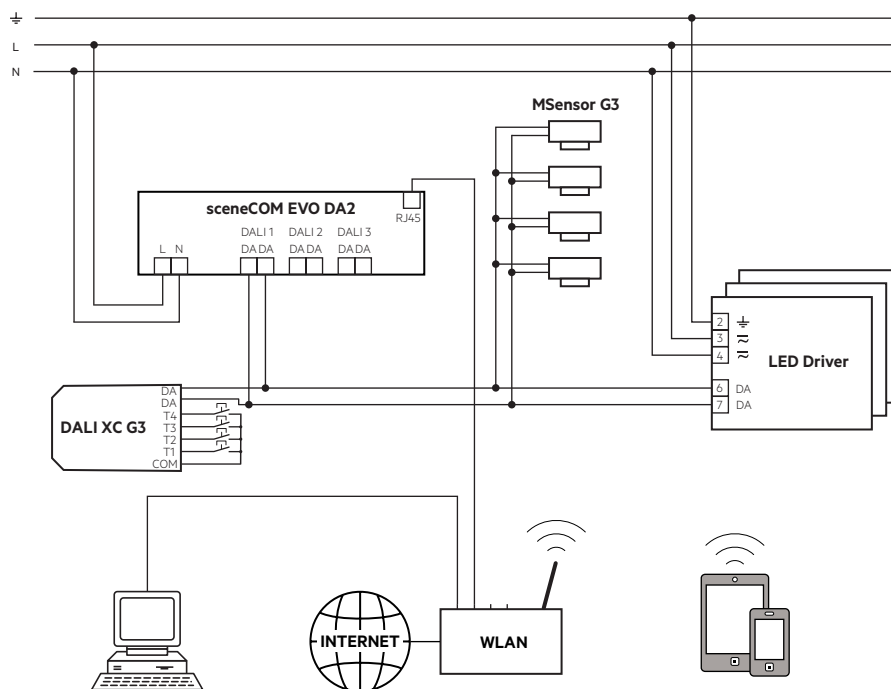 L
N
MSensor G3
sceneCOM EVO DA2
RJ45
DALI 1 DALI 2 DALI 3
L N DA DA DA DA DA DA
2
3
4
LED Driver
6 DA
7 DA
DALI XC G3
DA
DA
T4
T3
T2
T1
COM
INTERNET
WLAN